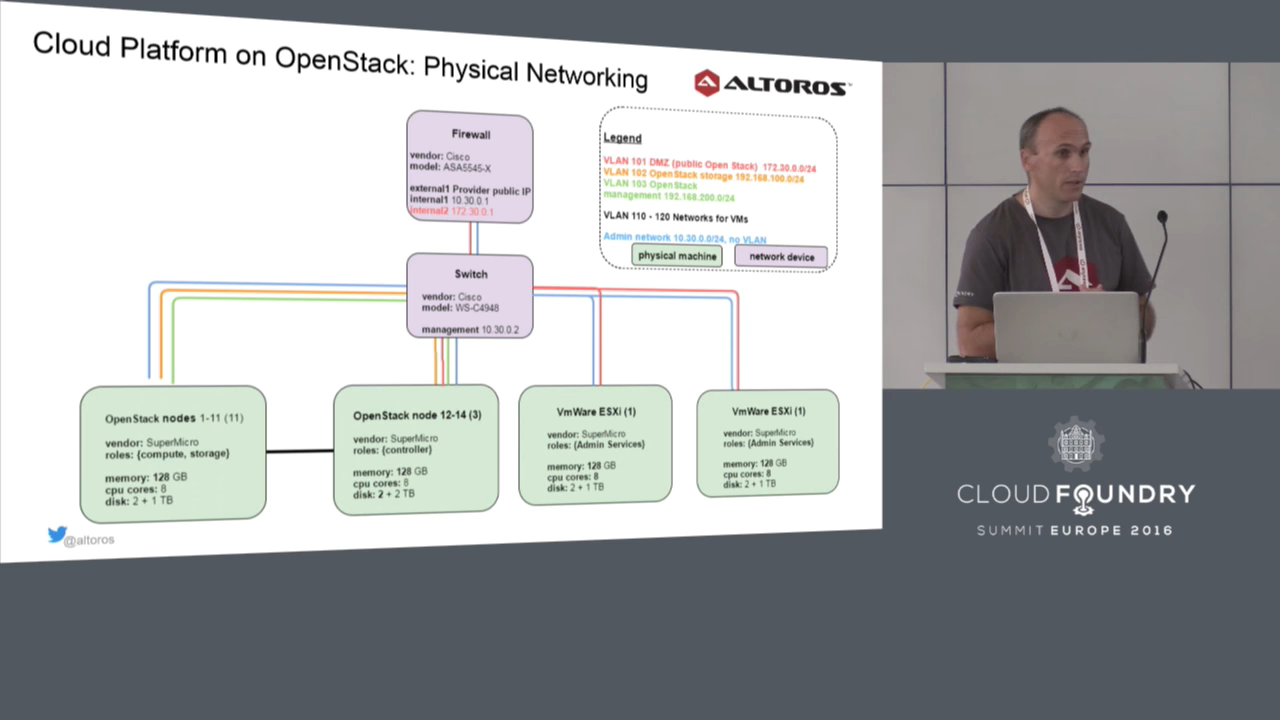 Cloud Platform on OpenStack: Physical Networking
ALTOROS
Firewall
vendor: Cisco
model: ASA5545-X
external1 Provider public IP
internal1 10.30.0.1
internal2 172.30.0.1
Legend
VLAN 101 DMZ (public Open Stack) 172.30.0.0/24
VLAN 102 OpenStack storage 192.168.100.0/24
VLAN 103 OpenStack
management 192.168.200.0/24
VLAN 110 - 120 Networks for VMs
Admin network 10.30.0.0/24, no VLAN
physical machine
network device
Switch
vendor: Cisco
model: WS-C4948
management 10.30.0.2
OpenStack nodes 1-11 (11)
vendor: SuperMicro
roles: (compute, storage)
memory: 128 GB
cpu cores: 8
disk: 2 + 1 TB
OpenStack node 12-14 (3)
vendor: SuperMicro
roles: (controller)
memory: 128 GB
cpu cores: 8
disk: 2 + 2 TB
VmWare ESXi (1)
vendor: SuperMicro
roles: (Admin Services)
memory: 128 GB
cpu cores: 8
disk: 2 + 1 TB
VmWare ESXi (1)
vendor: SuperMicro
roles: (Admin Services)
memory: 128 GB
cpu cores: 8
disk: 2 + 1 TB
@altoros
CLOUD FOUNDRY
SUMMIT EUROPE 2016